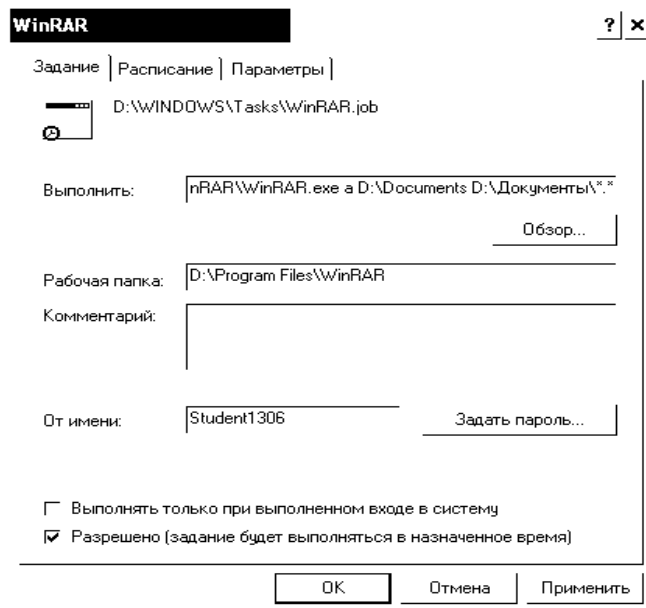 WinRAR
Задание Расписание Параметры
D:\WINDOWS\Tasks\WinRAR.job
Выполнить: nRAR\WinRAR.exe a D:\Documents D:\Документы\*.*
Обзор...
Рабочая папка: D:\Program Files\WinRAR
Комментарий:
От имени: Student1306 Задать пароль...
Выполнять только при выполненном входе в систему
Разрешено (задание будет выполняться в назначенное время)
OK Отмена Применить